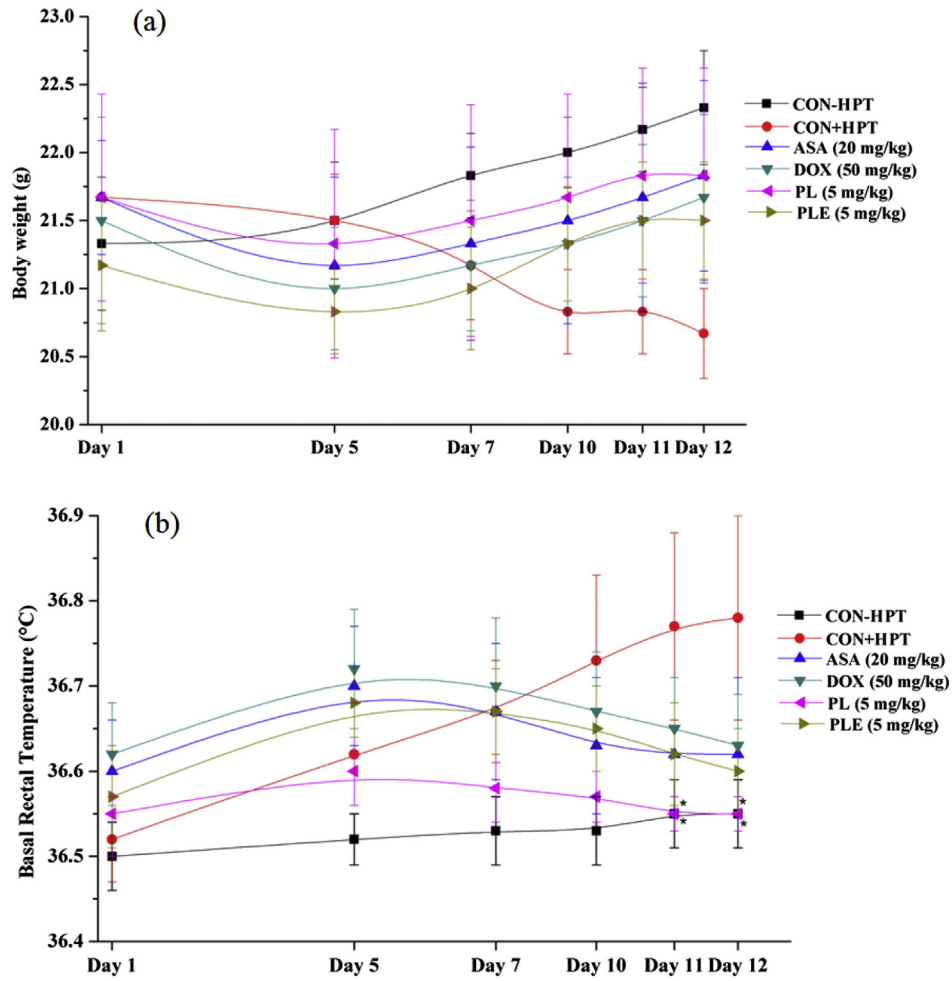 (a)
23.0
22.5
22.0
21.5
21.0
20.5
20.0
Body weight (g)
Day 1 Day 5 Day 7 Day 10 Day 11 Day 12
CON-HPT
CON+HPT
ASA (20 mg/kg)
DOX (50 mg/kg)
PL (5 mg/kg)
PLE (5 mg/kg)
(b)
36.9
36.8
36.7
36.6
36.5
36.4
Basal Rectal Temperature (°C)
* *
* *
Day 1 Day 5 Day 7 Day 10 Day 11 Day 12
CON-HPT
CON+HPT
ASA (20 mg/kg)
DOX (50 mg/kg)
PL (5 mg/kg)
PLE (5 mg/kg)